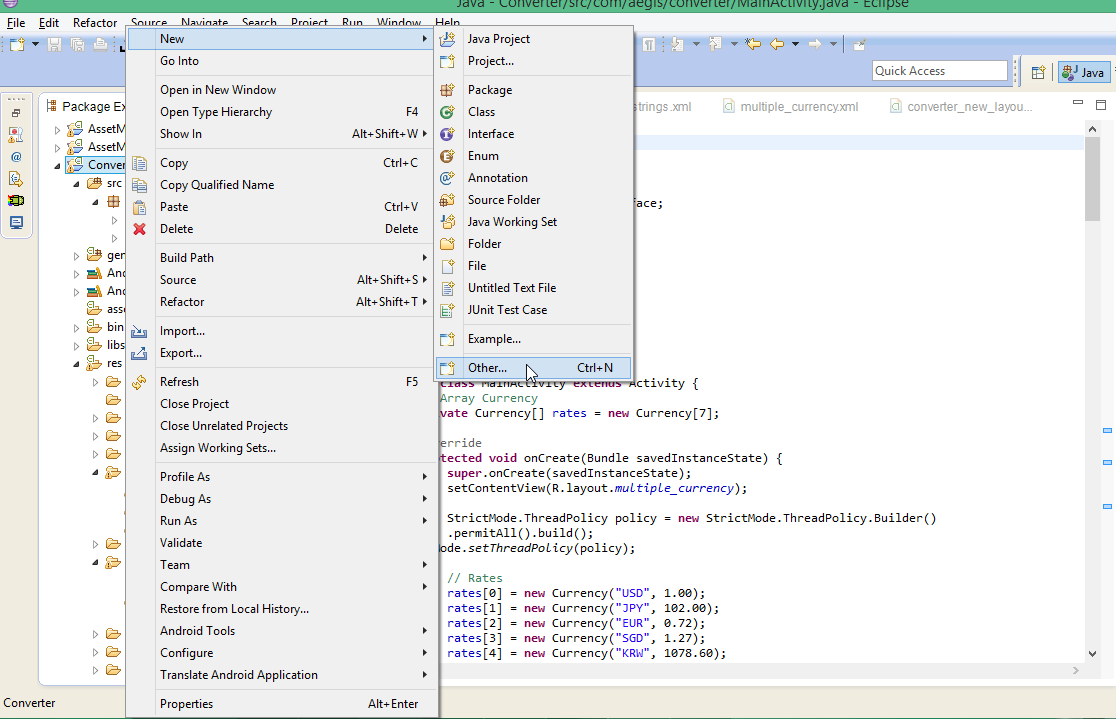 Java - Converter/src/com/aegis/converter/MainActivity.java - Eclipse
File Edit Refactor Source Navigate Search Project Run Window Help
Quick Access
Java
Package Ex
strings.xml multiple_currency.xml converter_new_layou...
AssetM
AssetM
Conver
src
gen
And
And
asse
bin
libs
res
New
Go Into
Open in New Window
Open Type Hierarchy F4
Show In Alt+Shift+W
Copy Ctrl+C
Copy Qualified Name
Paste Ctrl+V
Delete Delete
Build Path
Source Alt+Shift+S
Refactor Alt+Shift+T
Import...
Export...
Refresh F5
Close Project
Close Unrelated Projects
Assign Working Sets...
Profile As
Debug As
Run As
Validate
Team
Compare With
Restore from Local History...
Android Tools
Configure
Translate Android Application
Properties Alt+Enter
Java Project
Project...
Package
Class
Interface
Enum
Annotation
Source Folder
Java Working Set
Folder
File
Untitled Text File
JUnit Test Case
Example...
Other... Ctrl+N
face;
class MainActivity extends Activity {
Array Currency
vate Currency[] rates = new Currency[7];
erride
tected void onCreate(Bundle savedInstanceState) {
super.onCreate(savedInstanceState);
setContentView(R.layout.multiple_currency);
StrictMode.ThreadPolicy policy = new StrictMode.ThreadPolicy.Builder()
.permitAll().build();
Mode.setThreadPolicy(policy);
// Rates
rates[0] = new Currency("USD", 1.00);
rates[1] = new Currency("JPY", 102.00);
rates[2] = new Currency("EUR", 0.72);
rates[3] = new Currency("SGD", 1.27);
rates[4] = new Currency("KRW", 1078.60);
Converter